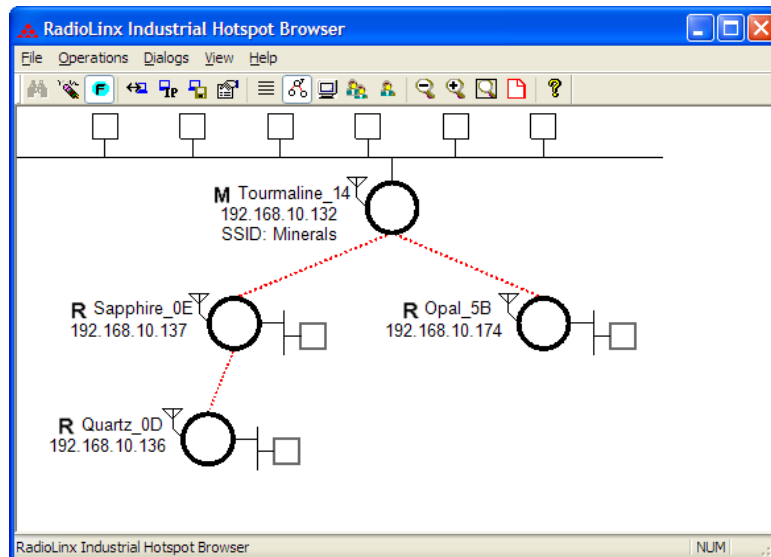 RadioLinx Industrial Hotspot Browser
File Operations Dialogs View Help
F IP ?
M Tourmaline_14
192.168.10.132
SSID: Minerals
R Sapphire_0E
192.168.10.137
R Opal_5B
192.168.10.174
R Quartz_0D
192.168.10.136
RadioLinx Industrial Hotspot Browser NUM